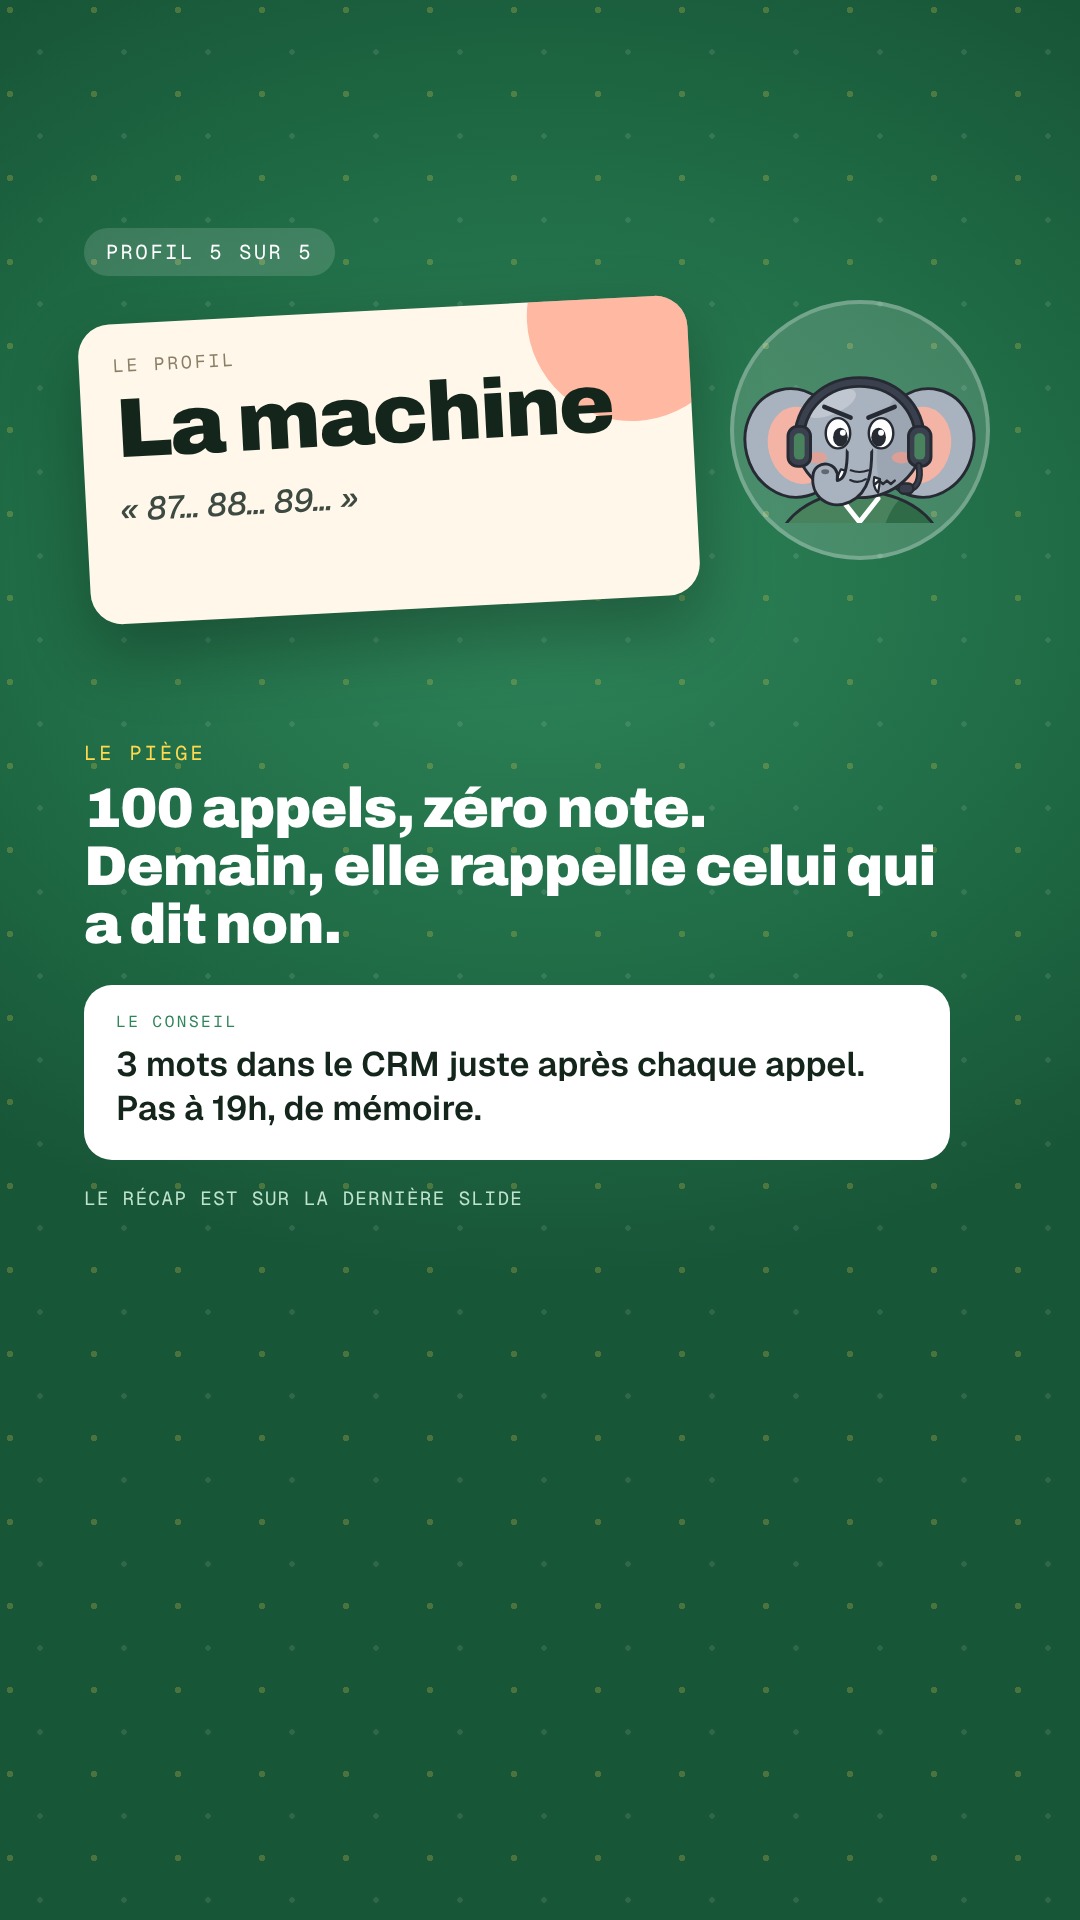 PROFIL 5 SUR 5
LE PROFIL
La machine
« 87... 88... 89... »
LE PIÈGE
100 appels, zéro note.
Demain, elle rappelle celui qui
a dit non.
LE CONSEIL
3 mots dans le CRM juste après chaque appel.
Pas à 19h, de mémoire.
LE RÉCAP EST SUR LA DERNIÈRE SLIDE